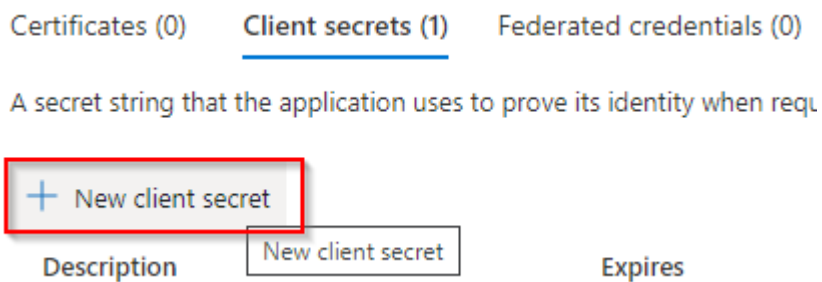 Certificates (0) Client secrets (1) Federated credentials (0)
A secret string that the application uses to prove its identity when requ
New client secret
New client secret
Description Expires